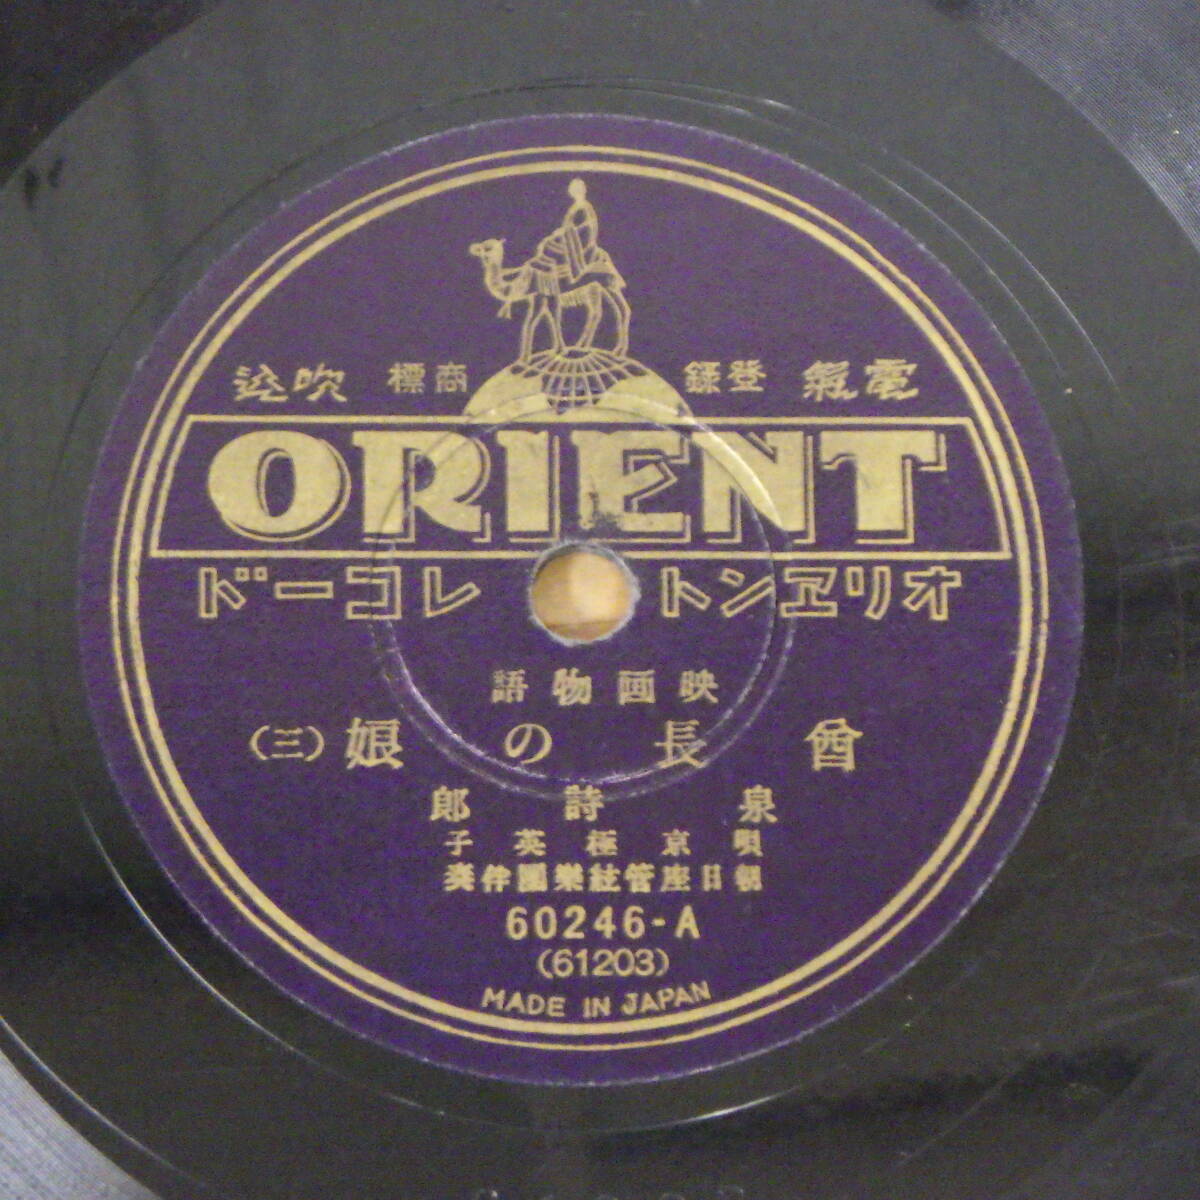 電氣 登録 商標 吹込
ORIENT
オリヱント レコード
映画物語
酋長の娘 (三)
泉詩郎
唄 京極英子
朝日座管絃樂團伴奏
60246-A
(61203)
MADE IN JAPAN